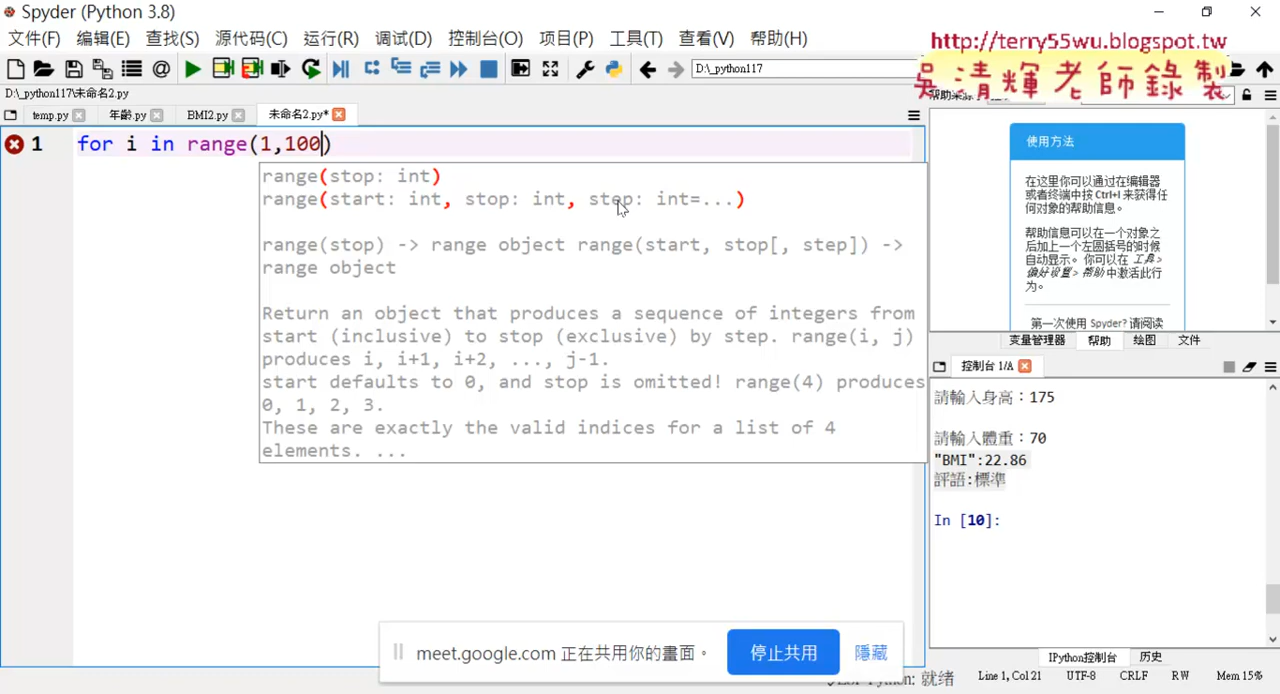 Spyder (Python 3.8)
文件(F) 编辑(E) 查找(S) 源代码(C) 运行(R) 调试(D) 控制台(O) 项目(P) 工具(T) 查看(V) 帮助(H)
http://terry55wu.blogspot.tw
吳清輝老師錄製
D:\_python117
D:\_python117\未命名2.py
temp.py 年齡.py BMI2.py 未命名2.py*
1 for i in range(1,100)
range(stop: int)
range(start: int, stop: int, step: int=...)
range(stop) -> range object range(start, stop[, step]) ->
range object
Return an object that produces a sequence of integers from
start (inclusive) to stop (exclusive) by step. range(i, j)
produces i, i+1, i+2, ..., j-1.
start defaults to 0, and stop is omitted! range(4) produces
0, 1, 2, 3.
These are exactly the valid indices for a list of 4
elements. ...
使用方法
在这里你可以通过在编辑器
或者终端中按 Ctrl+I 来获得任
何对象的帮助信息。
帮助信息可以在一个对象之
后加上一个左圆括号的时候
自动显示。 你可以在 工具 >
偏好设置 > 帮助 中激活此行
为。
第一次使用 Spyder? 请阅读
变量管理器 帮助 绘图 文件
控制台 1/A
請輸入身高：175
請輸入體重：70
"BMI":22.86
評語:標準
In [10]:
IPython控制台 历史
meet.google.com 正在共用你的畫面。 停止共用 隱藏
Python: 就绪 Line 1, Col 21 UTF-8 CRLF RW Mem 15%